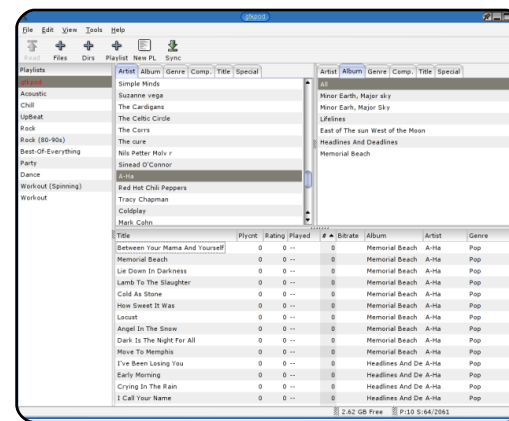 gtkpod
File Edit View Tools Help
Read Files Dirs Playlist New PL Sync
Playlists
gtkpod
Acoustic
Chill
UpBeat
Rock
Rock (80-90s)
Best-Of-Everything
Party
Dance
Workout (Spinning)
Workout
Artist Album Genre Comp. Title Special
Simple Minds
Suzanne vega
The Cardigans
The Celtic Circle
The Corrs
The cure
Nils Petter Molv r
Sinead O'Connor
A-Ha
Red Hot Chili Peppers
Tracy Chapman
Coldplay
Mark Cohn
Artist Album Genre Comp. Title Special
All
Minor Earth, Major sky
Minor Earh, Major Sky
Lifelines
East of The sun West of the Moon
Headlines And Deadlines
Memorial Beach
Title Plycnt Rating Played # Bitrate Album Artist Genre
Between Your Mama And Yourself 0 0 -- 0 Memorial Beach A-Ha Pop
Memorial Beach 0 0 -- 0 Memorial Beach A-Ha Pop
Lie Down In Darkness 0 0 -- 0 Memorial Beach A-Ha Pop
Lamb To The Slaughter 0 0 -- 0 Memorial Beach A-Ha Pop
Cold As Stone 0 0 -- 0 Memorial Beach A-Ha Pop
How Sweet It Was 0 0 -- 0 Memorial Beach A-Ha Pop
Locust 0 0 -- 0 Memorial Beach A-Ha Pop
Angel In The Snow 0 0 -- 0 Memorial Beach A-Ha Pop
Dark Is The Night For All 0 0 -- 0 Memorial Beach A-Ha Pop
Move To Memphis 0 0 -- 0 Memorial Beach A-Ha Pop
I've Been Losing You 0 0 -- 0 Headlines And De A-Ha Pop
Early Morning 0 0 -- 0 Headlines And De A-Ha Pop
Crying In The Rain 0 0 -- 0 Headlines And De A-Ha Pop
I Call Your Name 0 0 -- 0 Headlines And De A-Ha Pop
2.62 GB Free P:10 S:64/2061